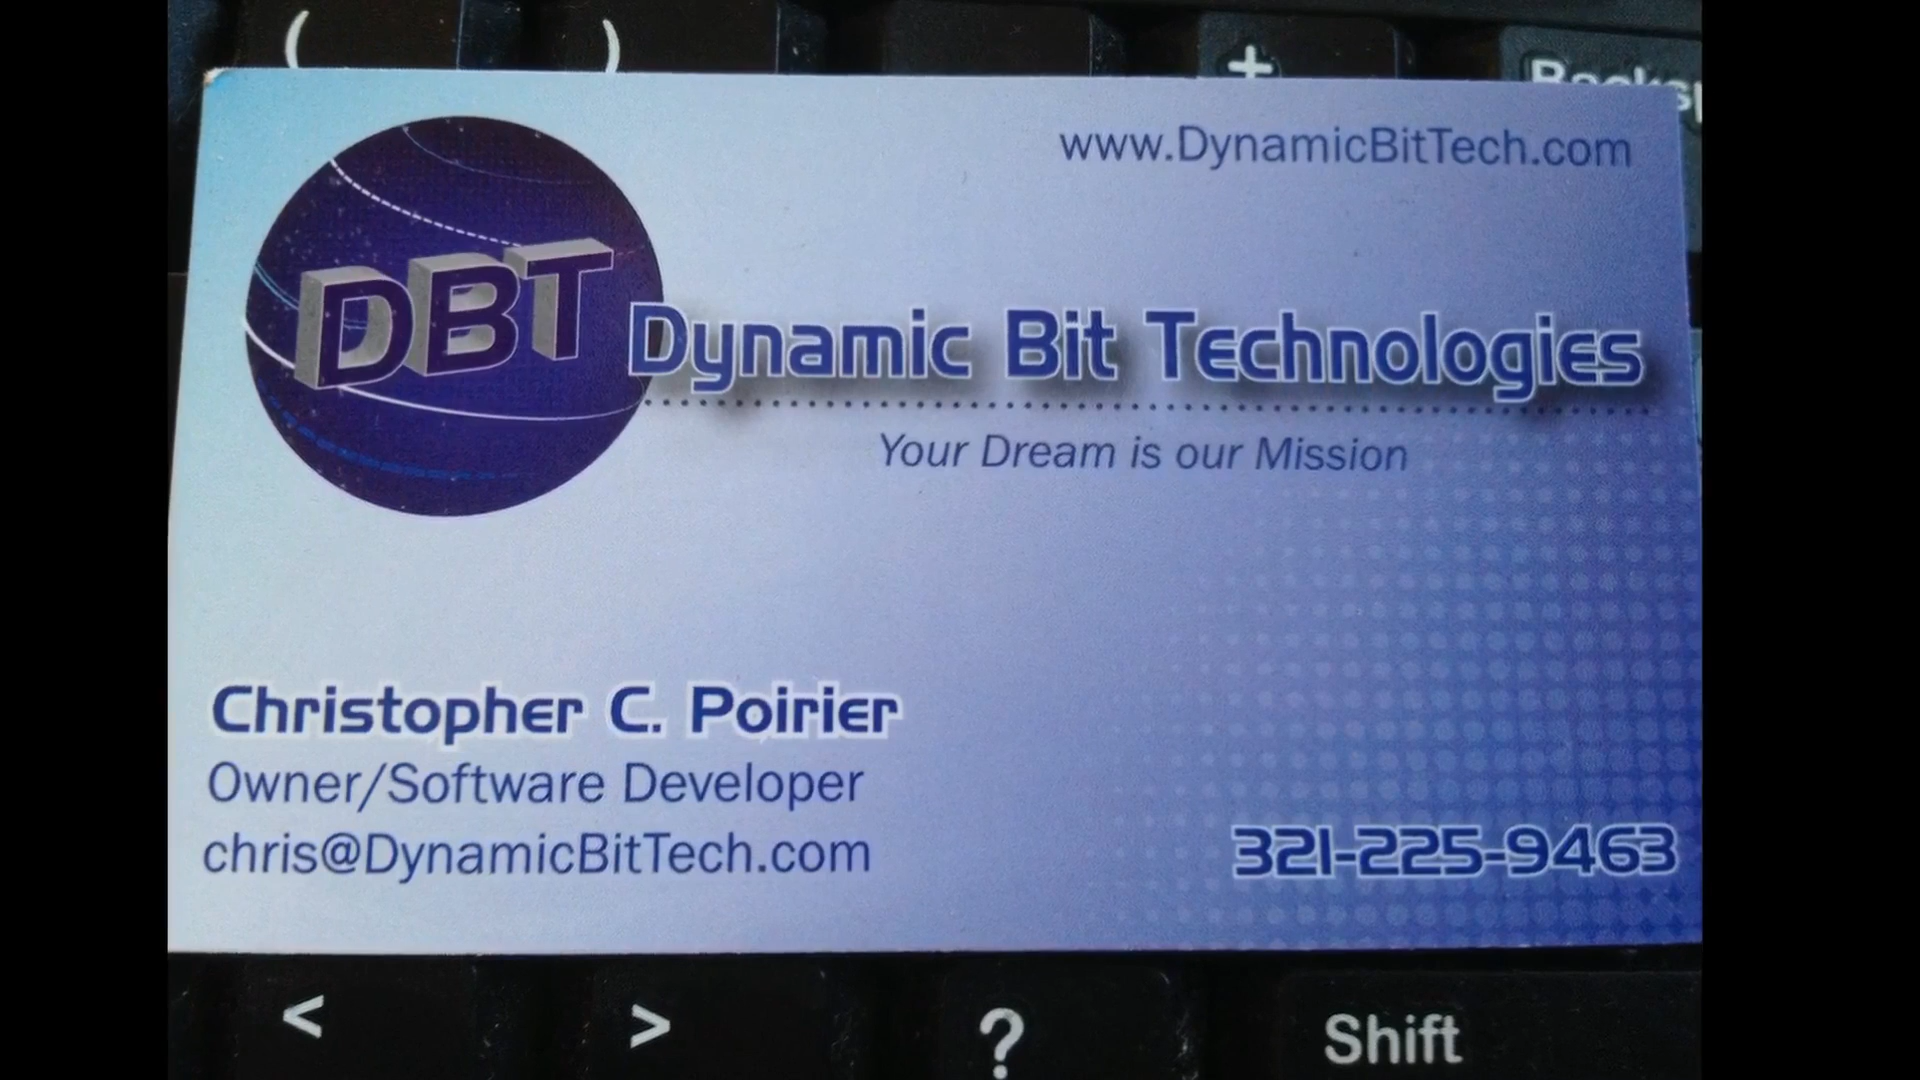 ( ) + Backsp
www.DynamicBitTech.com
DBT
Dynamic Bit Technologies
Your Dream is our Mission
Christopher C. Poirier
Owner/Software Developer
chris@DynamicBitTech.com
321-225-9463
< > ? Shift